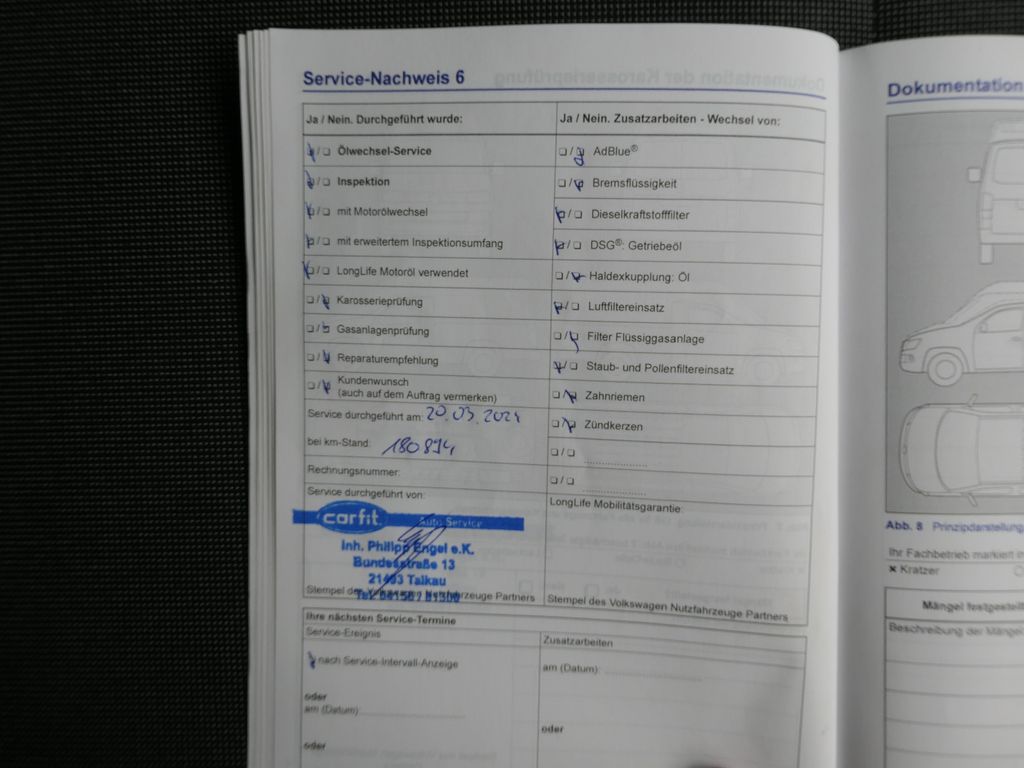 Service-Nachweis 6
Ja / Nein. Durchgeführt wurde:
❏ / ❏ Ölwechsel-Service
❏ / ❏ Inspektion
❏ / ❏ mit Motorölwechsel
❏ / ❏ mit erweitertem Inspektionsumfang
❏ / ❏ LongLife Motoröl verwendet
❏ / ❏ Karosserieprüfung
❏ / ❏ Gasanlagenprüfung
❏ / ❏ Reparaturempfehlung
❏ / ❏ Kundenwunsch
(auch auf dem Auftrag vermerken)
Service durchgeführt am: 20.03.2024
bei km-Stand: 180894
Rechnungsnummer:
Service durchgeführt von:
carfit Auto Service
Inh. Philipp Engel e.K.
Bundesstraße 13
21493 Talkau
Stempel des Volkswagen Nutzfahrzeuge Partners
Ja / Nein. Zusatzarbeiten - Wechsel von:
❏ / ❏ AdBlue®
❏ / ❏ Bremsflüssigkeit
❏ / ❏ Dieselkraftstofffilter
❏ / ❏ DSG®: Getriebeöl
❏ / ❏ Haldexkupplung: Öl
❏ / ❏ Luftfiltereinsatz
❏ / ❏ Filter Flüssiggasanlage
❏ / ❏ Staub- und Pollenfiltereinsatz
❏ / ❏ Zahnriemen
❏ / ❏ Zündkerzen
❏ / ❏ ....................
❏ / ❏ ....................
LongLife Mobilitätsgarantie:
Stempel des Volkswagen Nutzfahrzeuge Partners
Ihre nächsten Service-Termine
Service-Ereignis
nach Service-Intervall-Anzeige
oder
am (Datum):
oder
Zusatzarbeiten
am (Datum):
oder
Dokumentation
Abb. 8 Prinzipdarstellung
Ihr Fachbetrieb markiert
× Kratzer
Mängel festgestellt
Beschreibung der Mängel